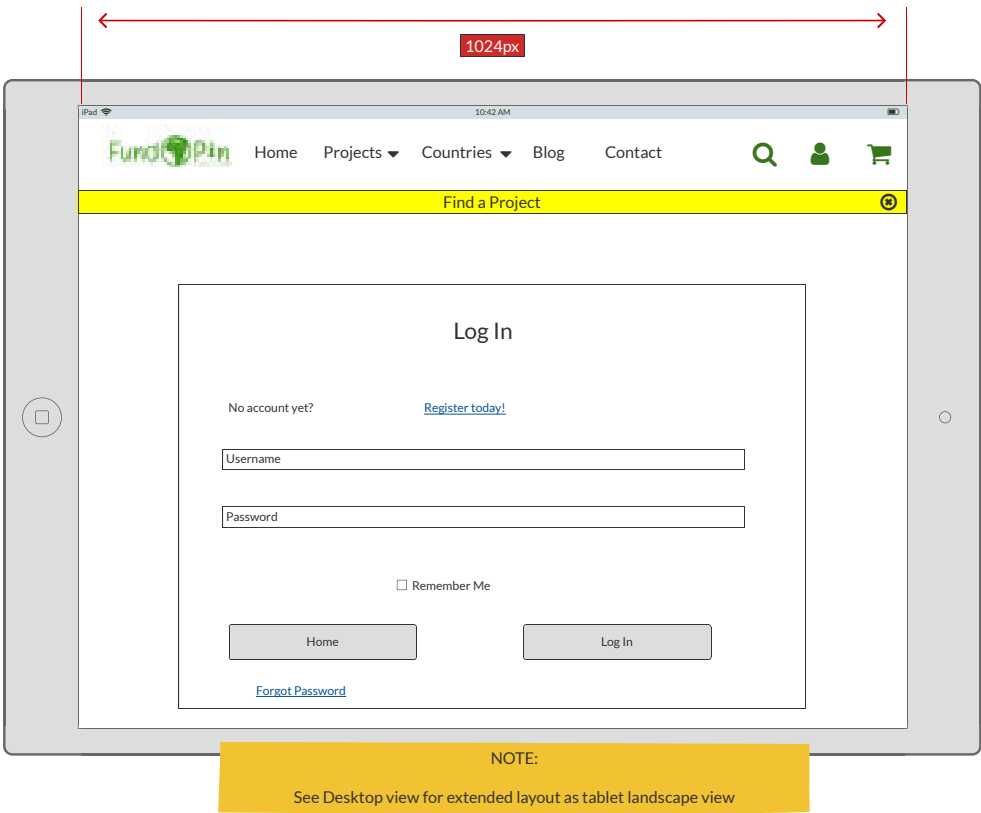 1024px
iPad 10:42 AM
FundPin Home Projects Countries Blog Contact
Find a Project
Log In
No account yet? Register today!
Username
Password
Remember Me
Home Log In
Forgot Password
NOTE:
See Desktop view for extended layout as tablet landscape view